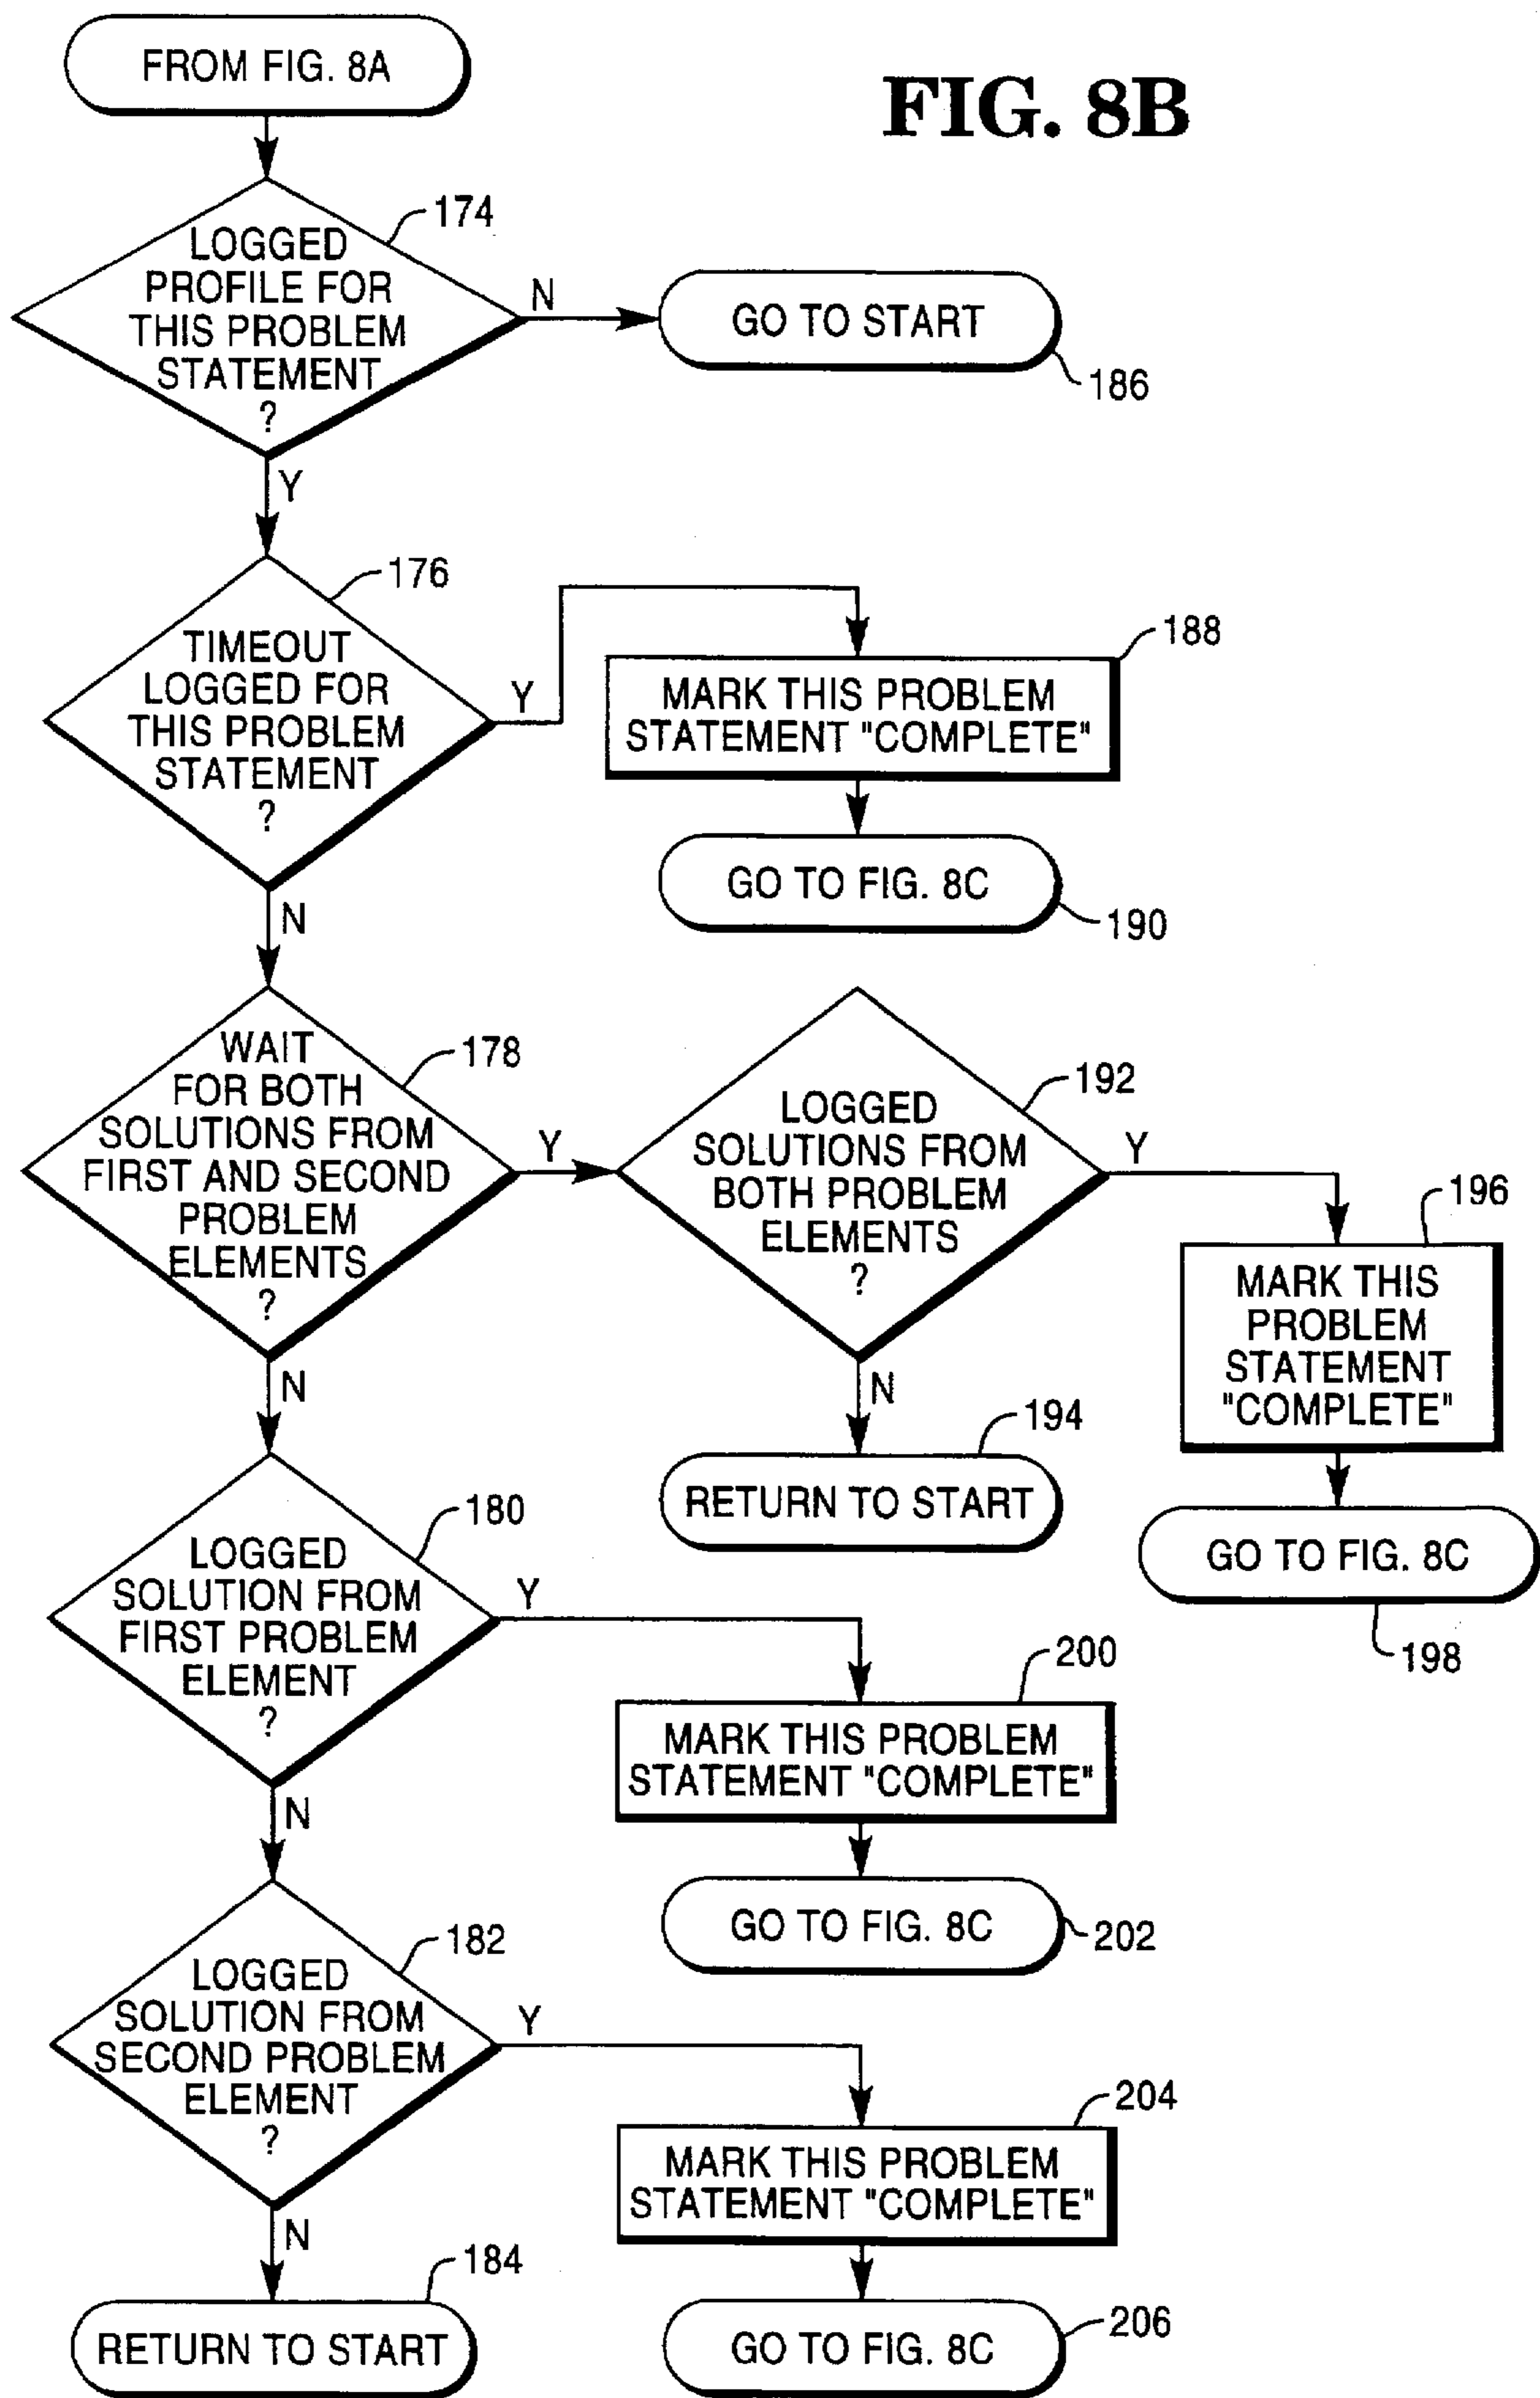 FROM FIG. 8A
FIG. 8B
174
LOGGED
PROFILE FOR
THIS PROBLEM
STATEMENT
?
N
GO TO START
186
Y
176
TIMEOUT
LOGGED FOR
THIS PROBLEM
STATEMENT
?
Y
188
MARK THIS PROBLEM
STATEMENT "COMPLETE"
GO TO FIG. 8C
190
N
178
WAIT
FOR BOTH
SOLUTIONS FROM
FIRST AND SECOND
PROBLEM
ELEMENTS
?
Y
192
LOGGED
SOLUTIONS FROM
BOTH PROBLEM
ELEMENTS
?
Y
196
MARK THIS
PROBLEM
STATEMENT
"COMPLETE"
GO TO FIG. 8C
198
N
194
RETURN TO START
N
180
LOGGED
SOLUTION FROM
FIRST PROBLEM
ELEMENT
?
Y
200
MARK THIS PROBLEM
STATEMENT "COMPLETE"
GO TO FIG. 8C
202
N
182
LOGGED
SOLUTION FROM
SECOND PROBLEM
ELEMENT
?
Y
204
MARK THIS PROBLEM
STATEMENT "COMPLETE"
GO TO FIG. 8C
206
N
184
RETURN TO START